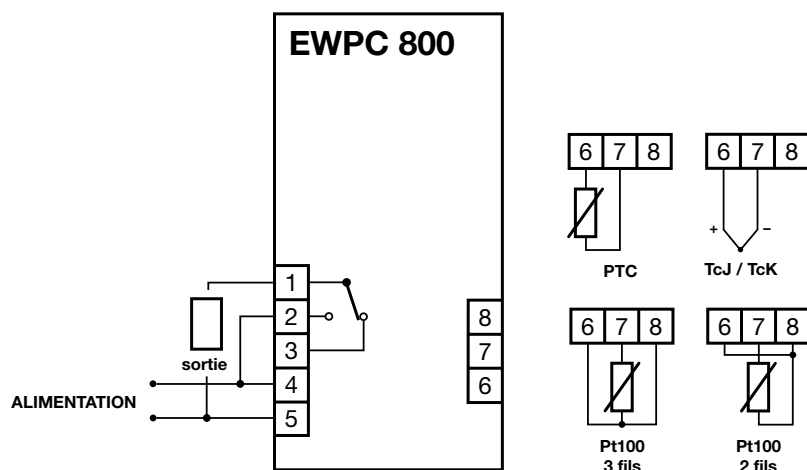 EWPC 800
1
2
3
4
5
8
7
6
sortie
ALIMENTATION
6 7 8
+ −
PTC
6 7 8
TcJ / TcK
6 7 8
Pt100
3 fils
6 7 8
Pt100
2 fils